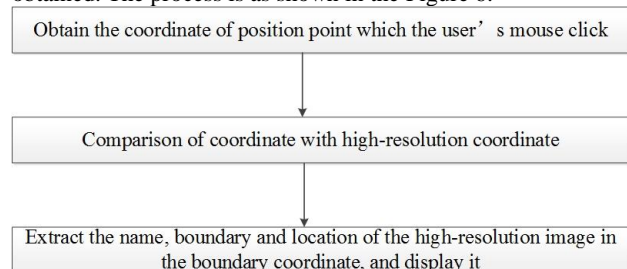 obtained. The process is as shown in the Figure 6.
Obtain the coordinate of position point which the user’s mouse click
Comparison of coordinate with high-resolution coordinate
Extract the name, boundary and location of the high-resolution image in
the boundary coordinate, and display it